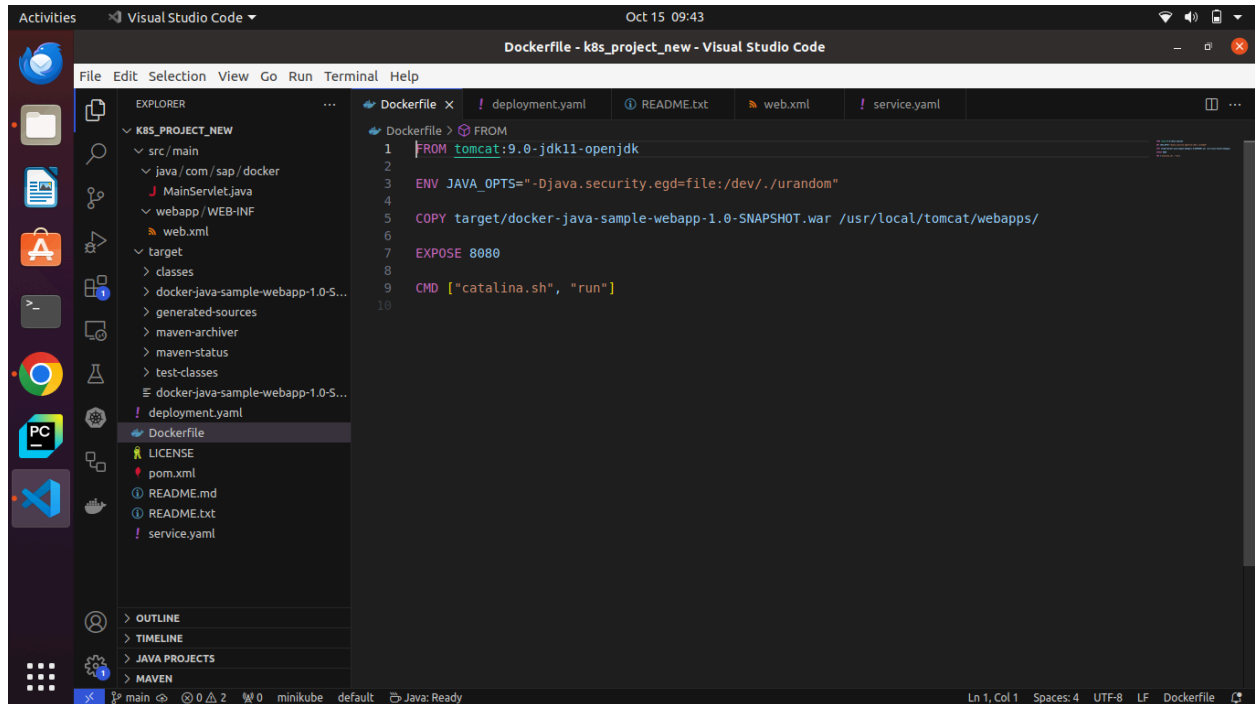 Activities
Visual Studio Code
Oct 15 09:43
Dockerfile - k8s_project_new - Visual Studio Code
File Edit Selection View Go Run Terminal Help
EXPLORER
Dockerfile
deployment.yaml
README.txt
web.xml
service.yaml
K8S_PROJECT_NEW
src/main
java/com/sap/docker
J MainServlet.java
webapp/WEB-INF
web.xml
target
classes
docker-java-sample-webapp-1.0-S...
generated-sources
maven-archiver
maven-status
test-classes
docker-java-sample-webapp-1.0-S...
! deployment.yaml
Dockerfile
LICENSE
pom.xml
README.md
README.txt
! service.yaml
OUTLINE
TIMELINE
JAVA PROJECTS
MAVEN
Dockerfile > FROM
1 FROM tomcat:9.0-jdk11-openjdk
2
3 ENV JAVA_OPTS="-Djava.security.egd=file:/dev/./urandom"
4
5 COPY target/docker-java-sample-webapp-1.0-SNAPSHOT.war /usr/local/tomcat/webapps/
6
7 EXPOSE 8080
8
9 CMD ["catalina.sh", "run"]
10
PC
1
1
main 0 2 0 minikube default Java: Ready
Ln 1, Col 1 Spaces: 4 UTF-8 LF Dockerfile